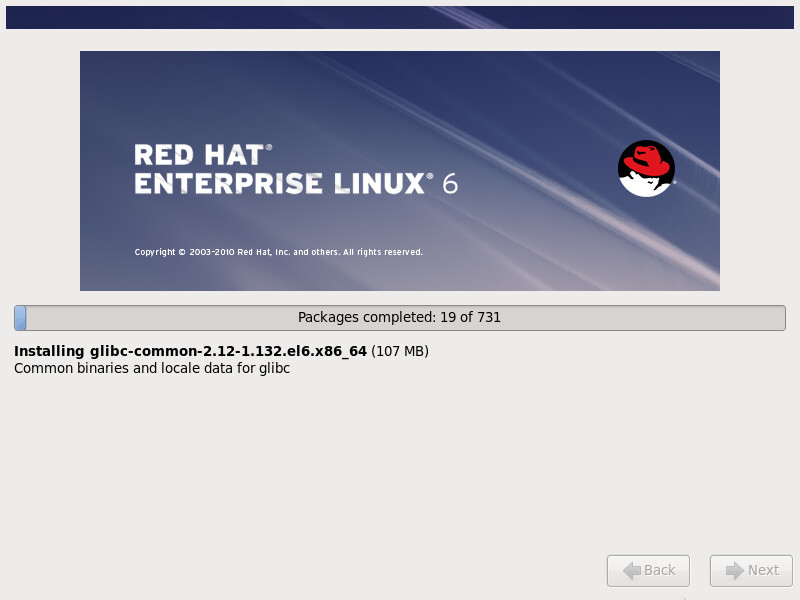 RED HAT®
ENTERPRISE LINUX® 6
Copyright © 2003-2010 Red Hat, Inc. and others. All rights reserved.
Packages completed: 19 of 731
Installing glibc-common-2.12-1.132.el6.x86_64 (107 MB)
Common binaries and locale data for glibc
Back Next